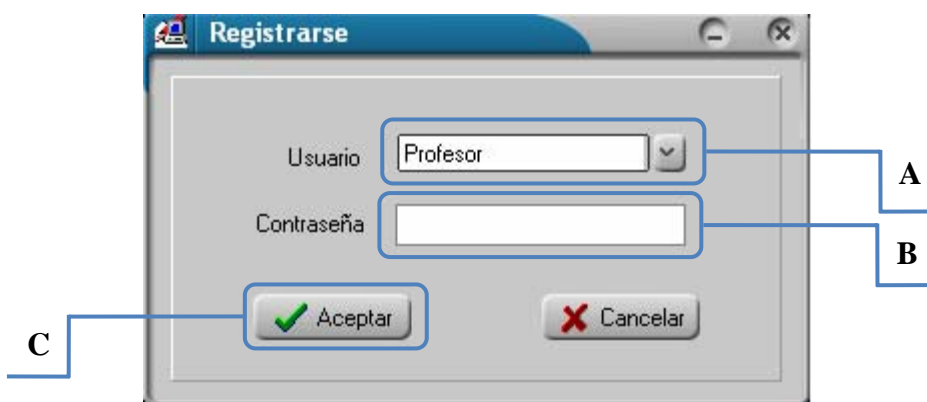 Registrarse
Usuario
Profesor
A
Contraseña
B
Aceptar
Cancelar
C